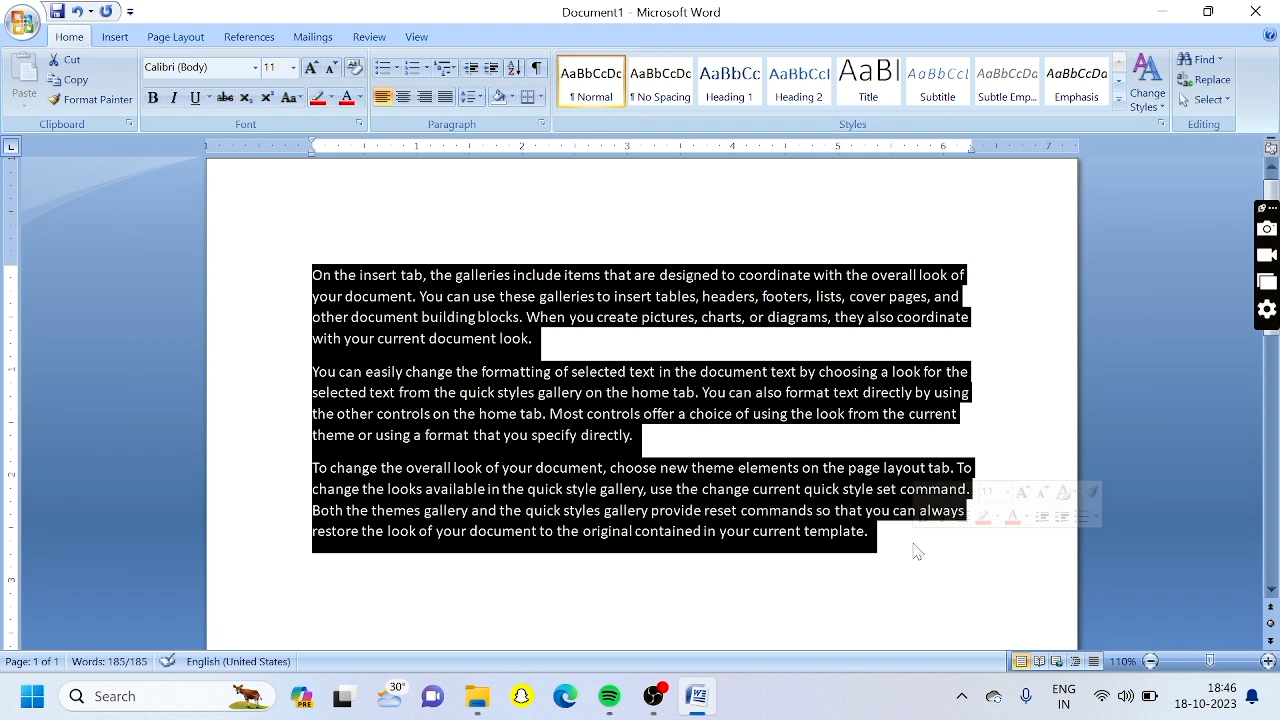 Document1 - Microsoft Word
Home Insert Page Layout References Mailings Review View
Paste Cut Copy Format Painter
Calibri (Body) 11
AaBbCcDc AaBbCcDc AaBbCc AaBbCcI AaBl AaBbCcL AaBbCcDa AaBbCcDa
¶ Normal ¶ No Spacing Heading 1 Heading 2 Title Subtitle Subtle Emp... Emphasis
Change Styles
Find Replace Select
Clipboard Font Paragraph Styles Editing
1 2 3 4 5 6 7
On the insert tab, the galleries include items that are designed to coordinate with the overall look of
your document. You can use these galleries to insert tables, headers, footers, lists, cover pages, and
other document building blocks. When you create pictures, charts, or diagrams, they also coordinate
with your current document look.
You can easily change the formatting of selected text in the document text by choosing a look for the
selected text from the quick styles gallery on the home tab. You can also format text directly by using
the other controls on the home tab. Most controls offer a choice of using the look from the current
theme or using a format that you specify directly.
To change the overall look of your document, choose new theme elements on the page layout tab. To
change the looks available in the quick style gallery, use the change current quick style set command.
Both the themes gallery and the quick styles gallery provide reset commands so that you can always
restore the look of your document to the original contained in your current template.
Page: 1 of 1 Words: 185/185 English (United States) 110%
Search PRE 30° ENG IN 18:46 18-10-2023